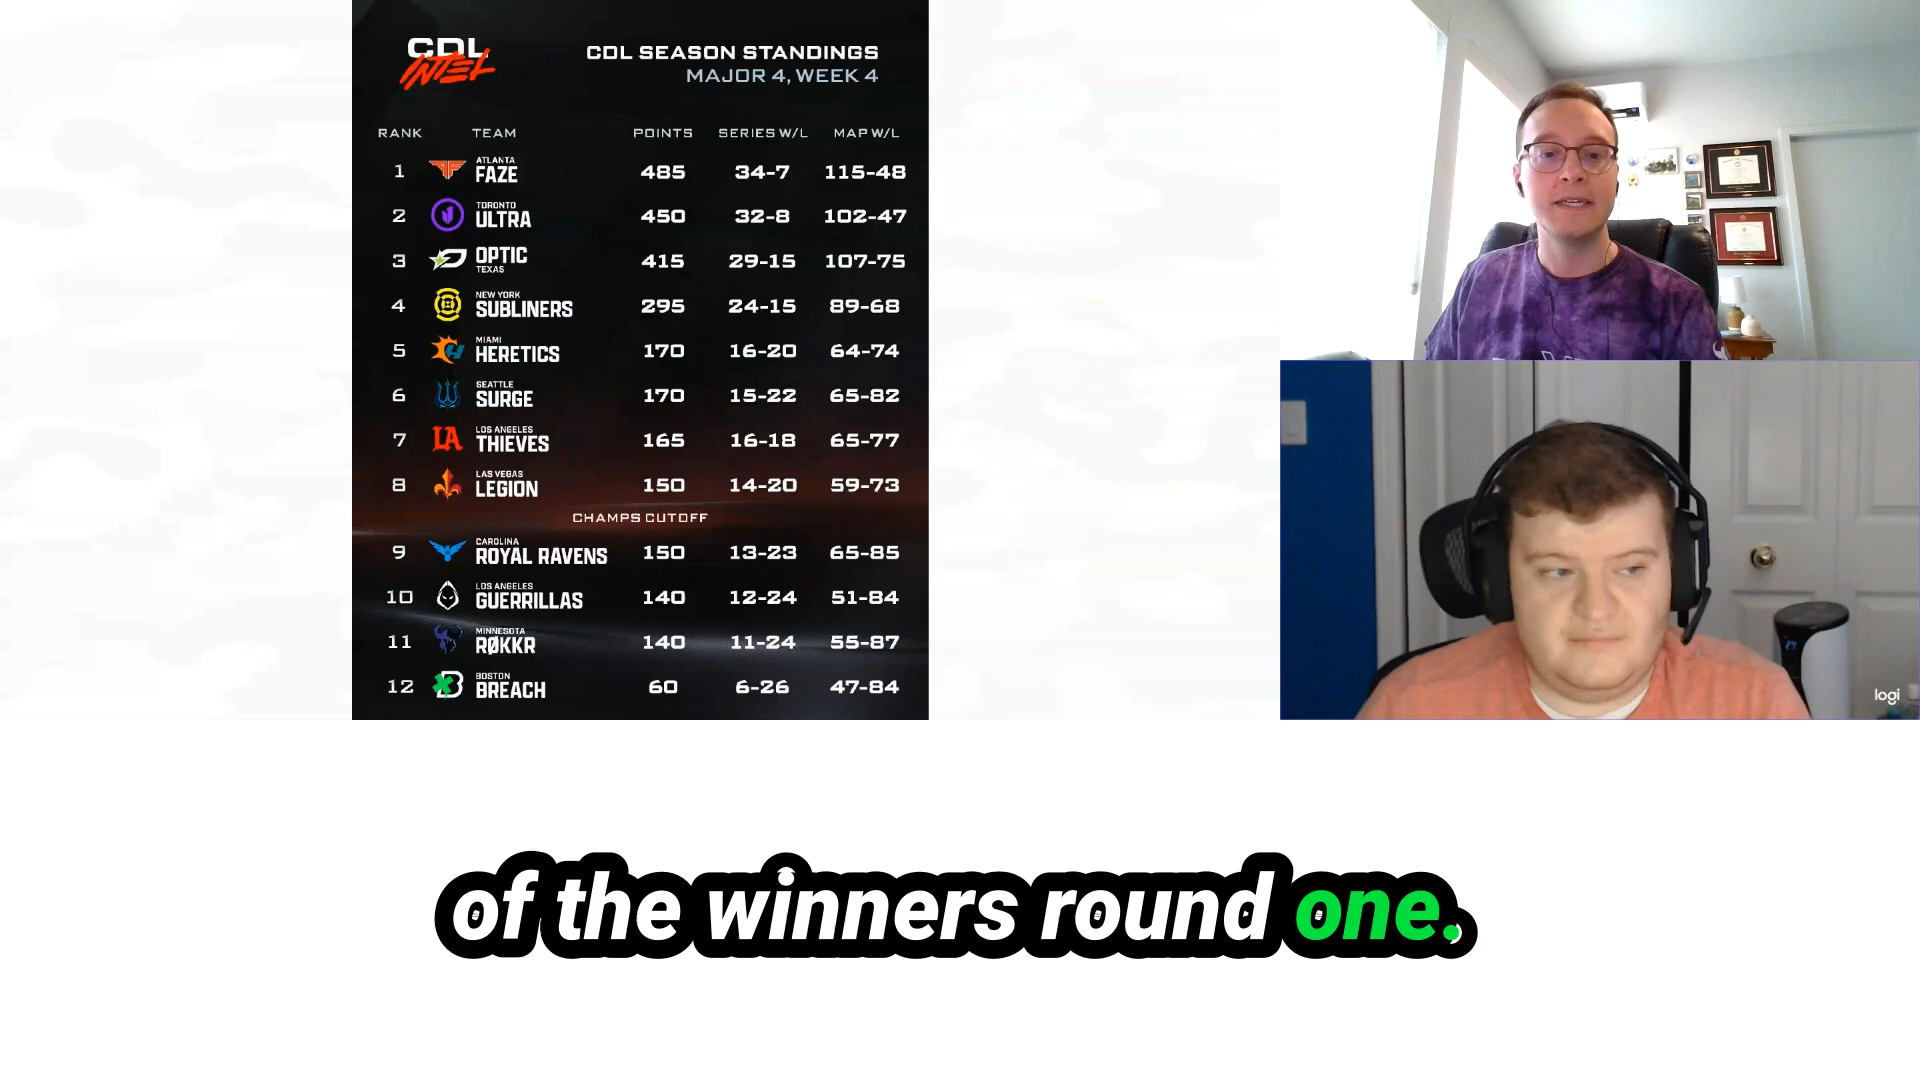 CDL
INTEL
CDL SEASON STANDINGS
MAJOR 4, WEEK 4
RANK TEAM POINTS SERIES W/L MAP W/L
1 ATLANTA FAZE 485 34-7 115-48
2 TORONTO ULTRA 450 32-8 102-47
3 OPTIC TEXAS 415 29-15 107-75
4 NEW YORK SUBLINERS 295 24-15 89-68
5 MIAMI HERETICS 170 16-20 64-74
6 SEATTLE SURGE 170 15-22 65-82
7 LA LOS ANGELES THIEVES 165 16-18 65-77
8 LAS VEGAS LEGION 150 14-20 59-73
CHAMPS CUTOFF
9 CAROLINA ROYAL RAVENS 150 13-23 65-85
10 LOS ANGELES GUERRILLAS 140 12-24 51-84
11 MINNESOTA RØKKR 140 11-24 55-87
12 B BOSTON BREACH 60 6-26 47-84
logi
of the winners round one.